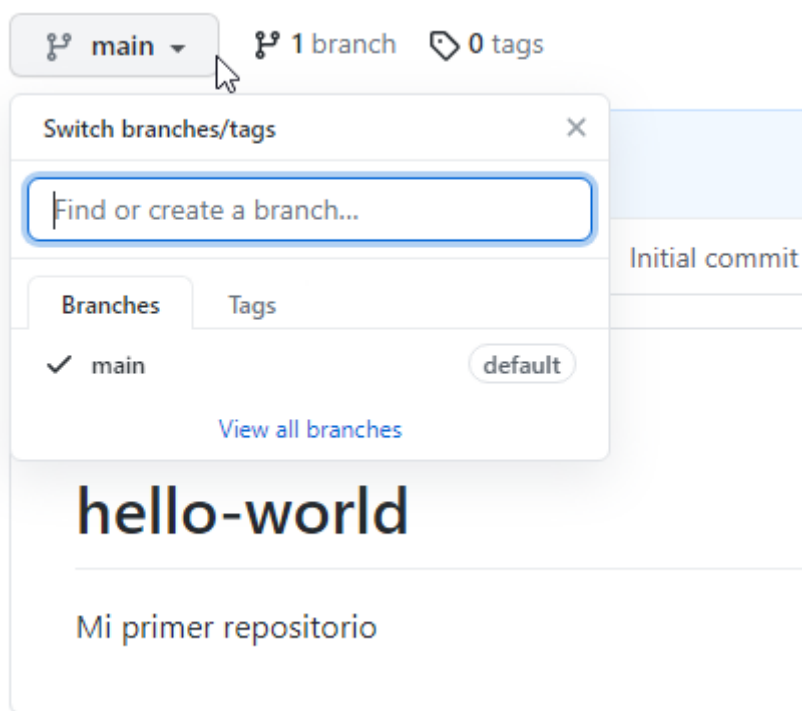 main 1 branch 0 tags
Switch branches/tags
Find or create a branch...
Initial commit
Branches Tags
main default
View all branches
hello-world
Mi primer repositorio